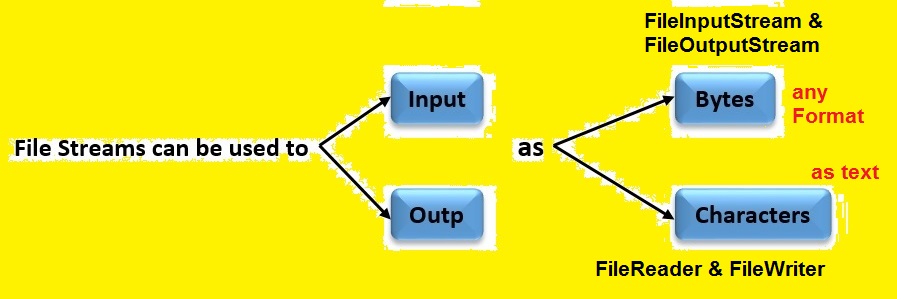 FileInputStream &
FileOutputStream
Input
Bytes
any
Format
File Streams can be used to
as
as text
Outp
Characters
FileReader & FileWriter